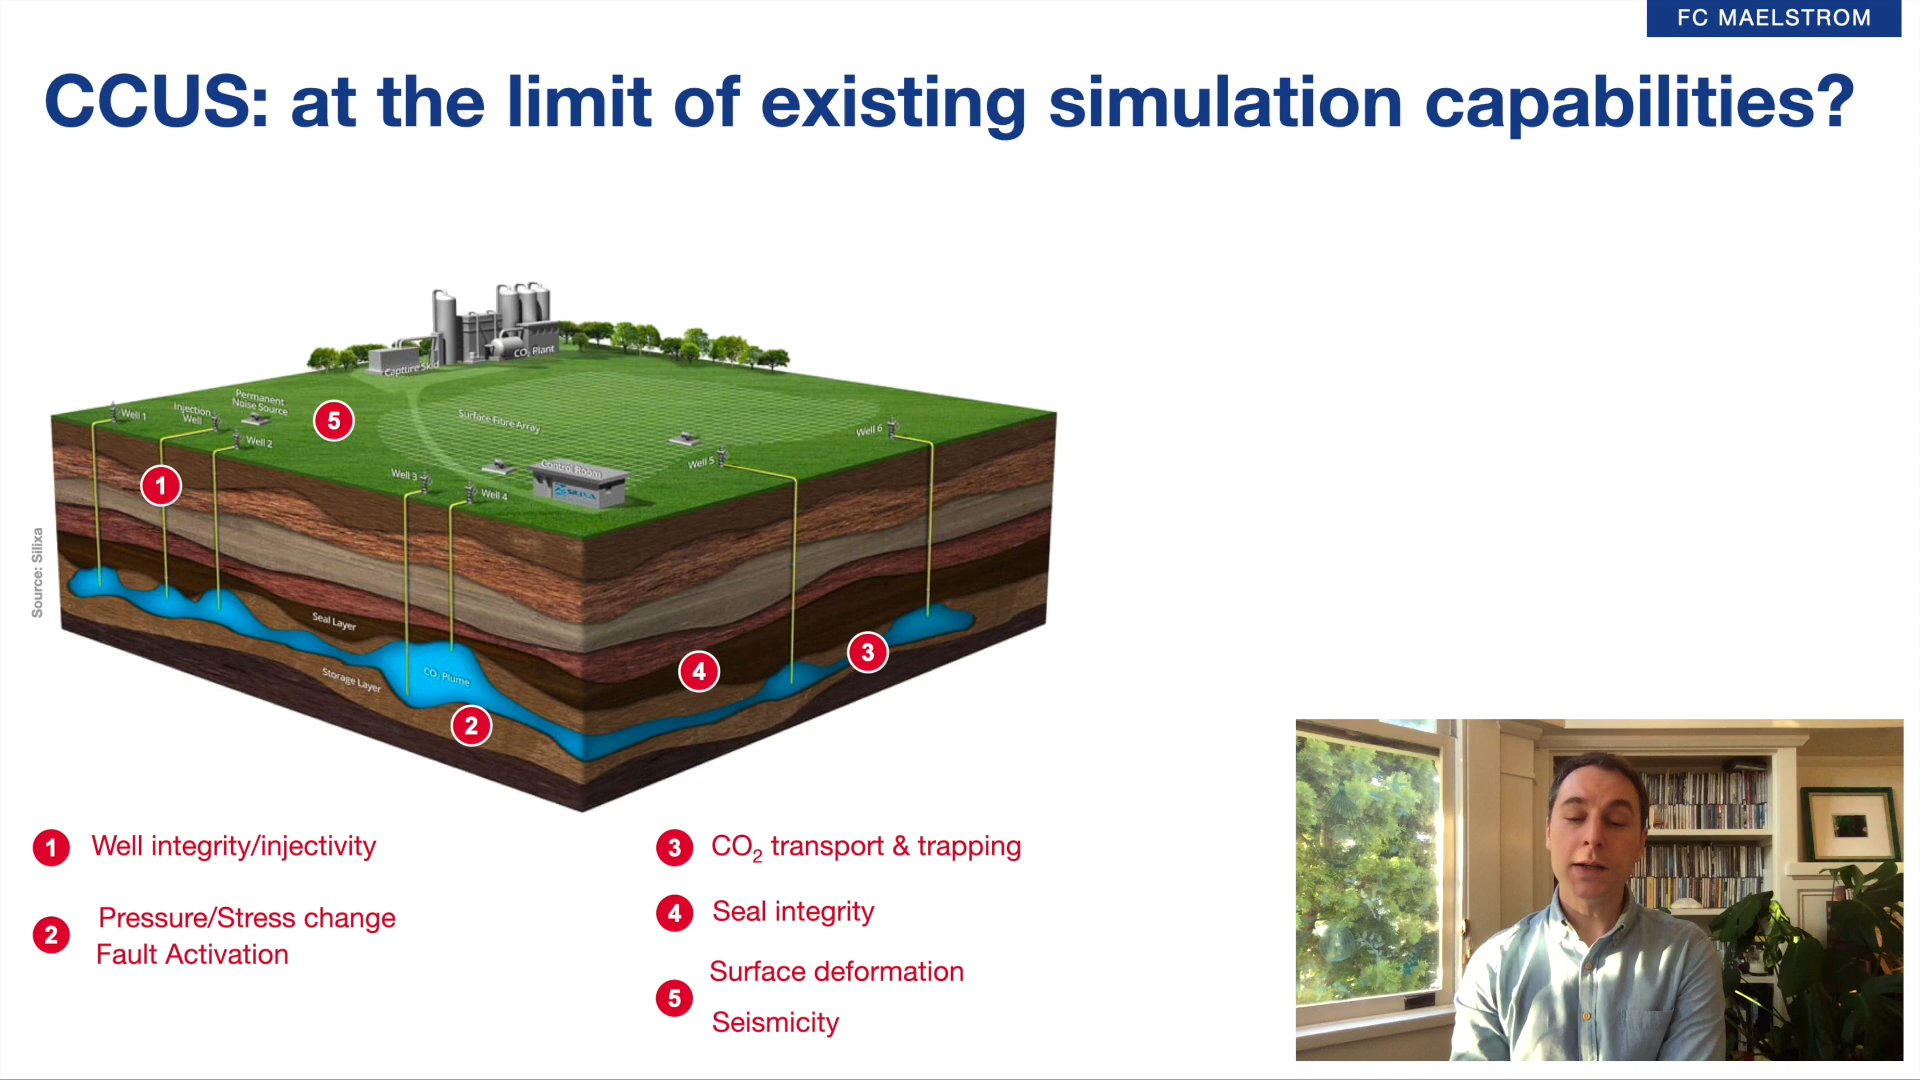 FC MAELSTROM
CCUS: at the limit of existing simulation capabilities?
CO₂ Plant
Capture Skid
Permanent
Noise Source
Injection
Well
Well 1
Well 2
5
Surface Fibre Array
Well 6
Well 5
Control Room
SILIXA
Well 3
Well 4
1
Source: Silixa
Seal Layer
Storage Layer
CO₂ Plume
4
3
2
1 Well integrity/injectivity
2 Pressure/Stress change
Fault Activation
3 CO₂ transport & trapping
4 Seal integrity
5 Surface deformation
Seismicity